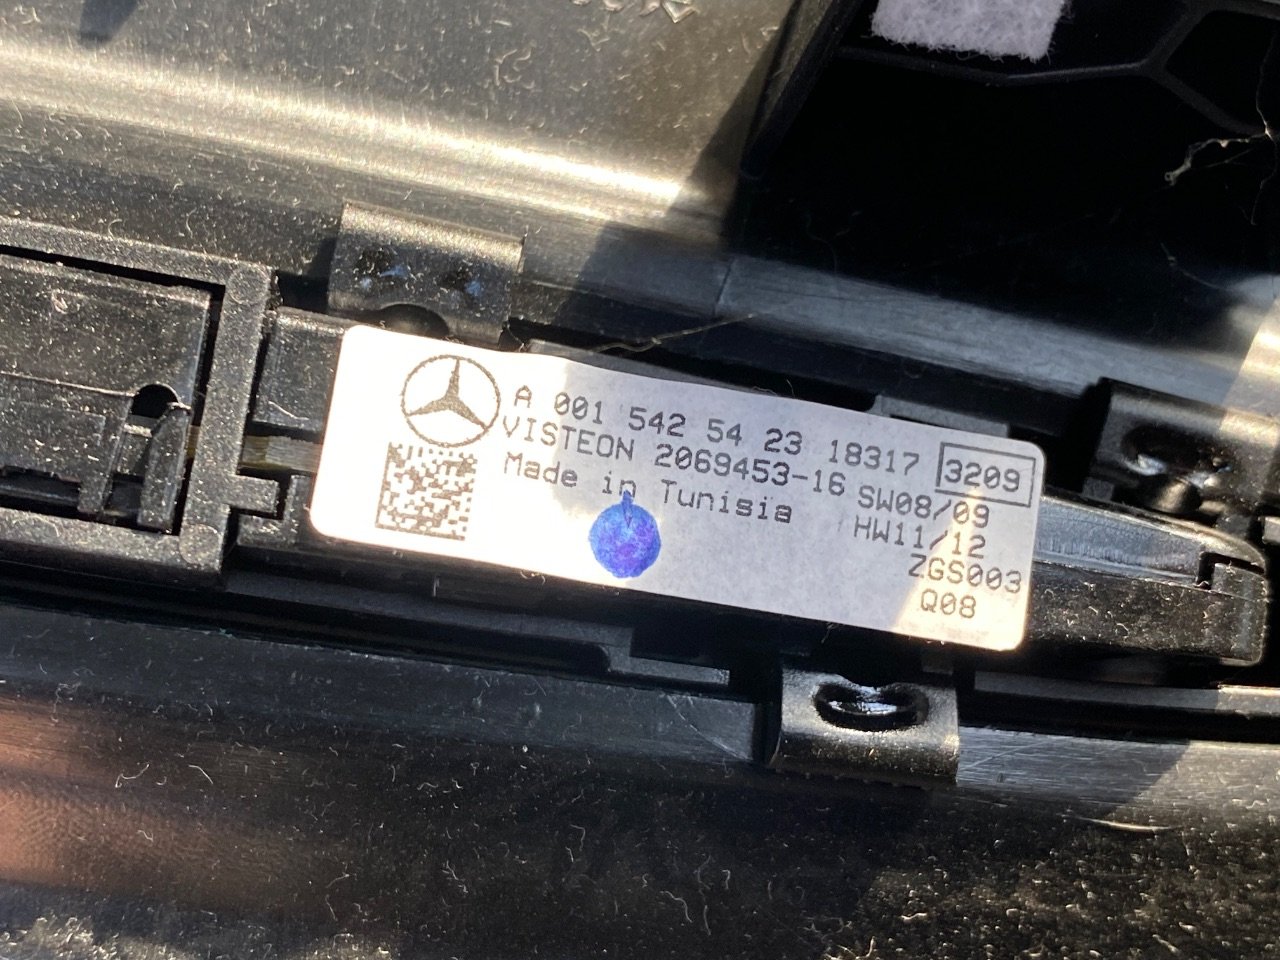 A 001 542 54 23 18317 3209
VISTEON 2069453-16 SW08/09
Made in Tunisia HW11/12
ZGS003
Q08